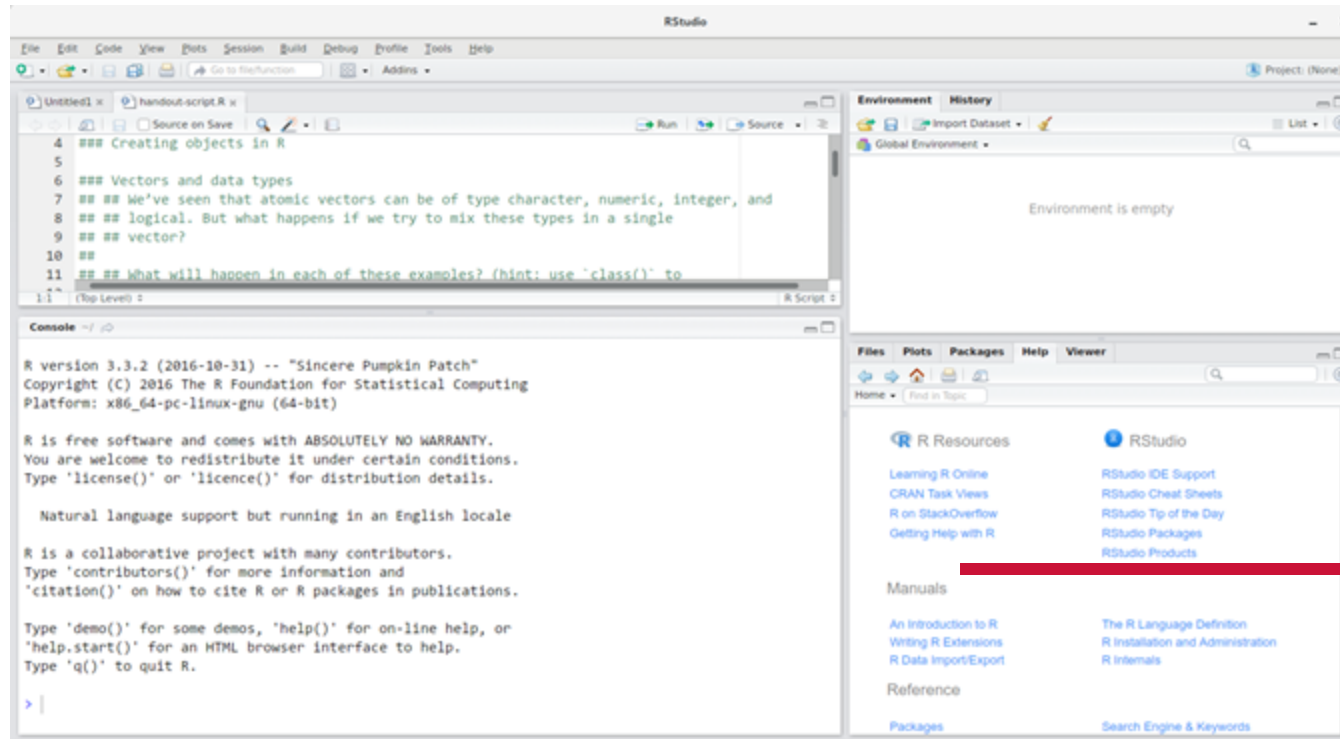 RStudio
File Edit Code View Plots Session Build Debug Profile Tools Help
Go to file/function Addins Project: (None
Untitled1 × handout-script.R ×
Source on Save Run Source
4 ### Creating objects in R
5
6 ### Vectors and data types
7 ## ## We've seen that atomic vectors can be of type character, numeric, integer, and
8 ## ## logical. But what happens if we try to mix these types in a single
9 ## ## vector?
10 ##
11 ## ## What will happen in each of these examples? (hint: use `class()` to
1:1 (Top Level) R Script
Console ~/
R version 3.3.2 (2016-10-31) -- "Sincere Pumpkin Patch"
Copyright (C) 2016 The R Foundation for Statistical Computing
Platform: x86_64-pc-linux-gnu (64-bit)
R is free software and comes with ABSOLUTELY NO WARRANTY.
You are welcome to redistribute it under certain conditions.
Type 'license()' or 'licence()' for distribution details.
Natural language support but running in an English locale
R is a collaborative project with many contributors.
Type 'contributors()' for more information and
'citation()' on how to cite R or R packages in publications.
Type 'demo()' for some demos, 'help()' for on-line help, or
'help.start()' for an HTML browser interface to help.
Type 'q()' to quit R.
>
Environment History
Import Dataset List
Global Environment
Environment is empty
Files Plots Packages Help Viewer
Home Find in Topic
R Resources
Learning R Online
CRAN Task Views
R on StackOverflow
Getting Help with R
RStudio
RStudio IDE Support
RStudio Cheat Sheets
RStudio Tip of the Day
RStudio Packages
RStudio Products
Manuals
An Introduction to R
Writing R Extensions
R Data Import/Export
The R Language Definition
R Installation and Administration
R Internals
Reference
Packages
Search Engine & Keywords